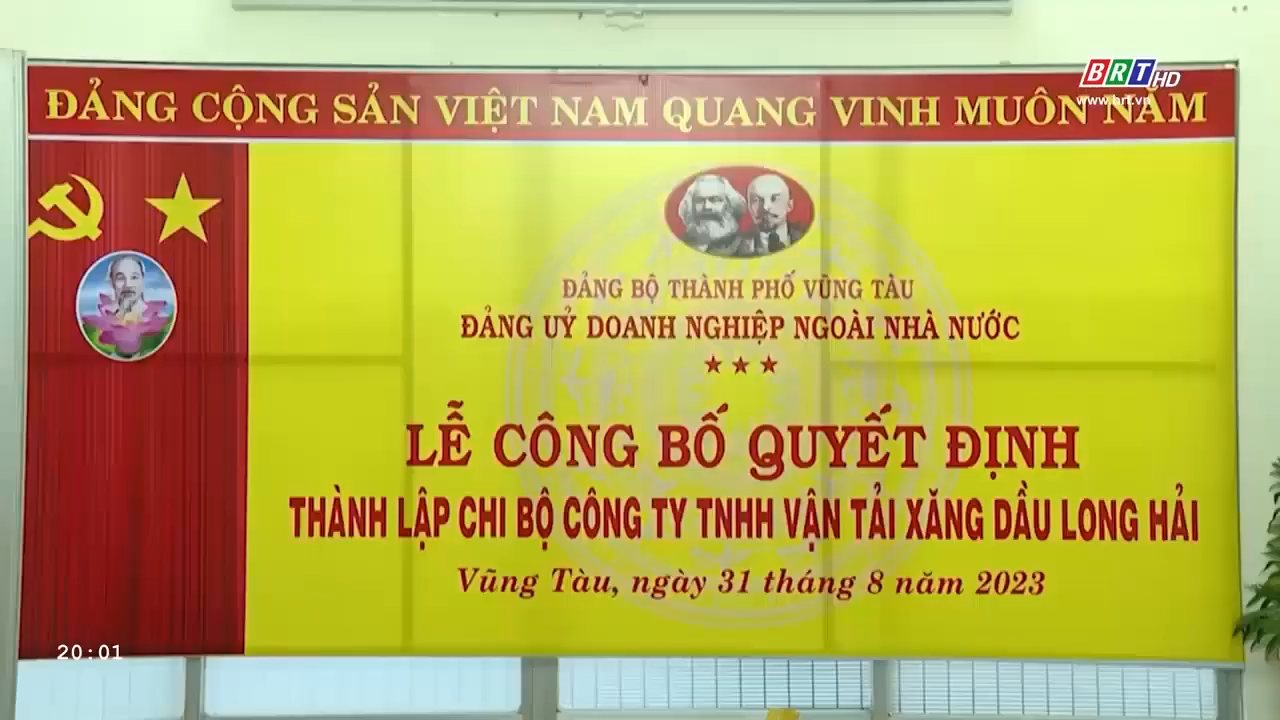 BRT HD
www.brt.vn
ĐẢNG CỘNG SẢN VIỆT NAM QUANG VINH MUÔN NĂM
ĐẢNG BỘ THÀNH PHỐ VŨNG TÀU
ĐẢNG UỶ DOANH NGHIỆP NGOÀI NHÀ NƯỚC
LỄ CÔNG BỐ QUYẾT ĐỊNH
THÀNH LẬP CHI BỘ CÔNG TY TNHH VẬN TẢI XĂNG DẦU LONG HẢI
Vũng Tàu, ngày 31 tháng 8 năm 2023
20:01